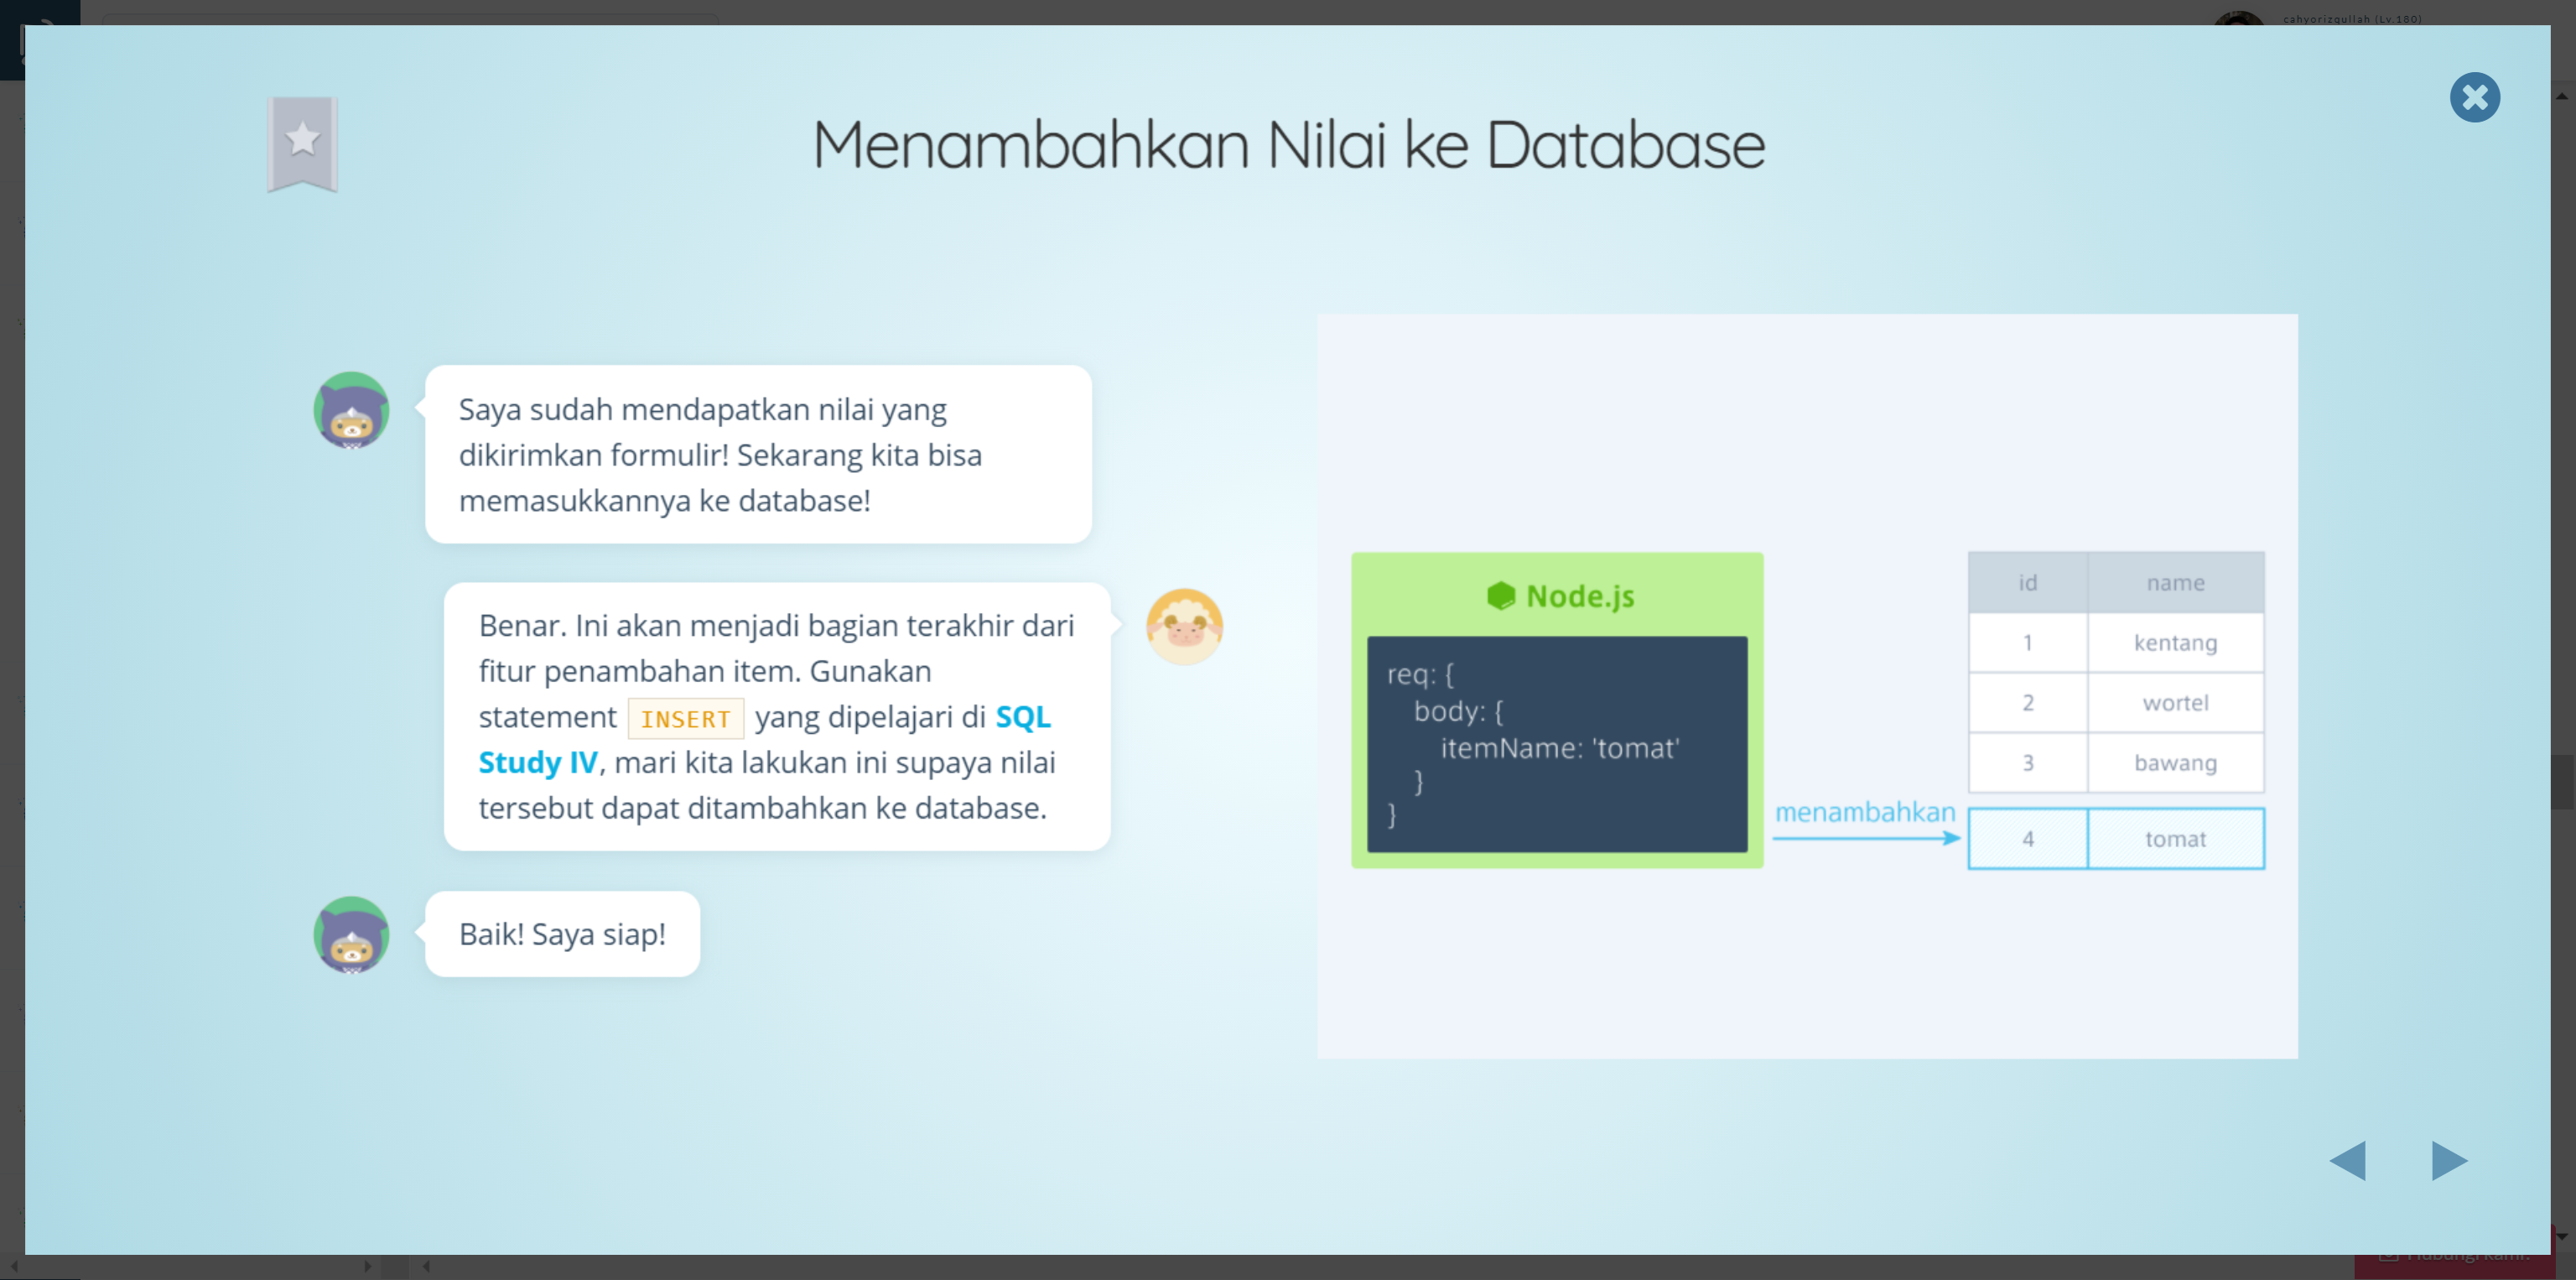 cahyorizqullah (Lv.180)
Menambahkan Nilai ke Database
Saya sudah mendapatkan nilai yang
dikirimkan formulir! Sekarang kita bisa
memasukkannya ke database!
Benar. Ini akan menjadi bagian terakhir dari
fitur penambahan item. Gunakan
statement INSERT yang dipelajari di SQL
Study IV, mari kita lakukan ini supaya nilai
tersebut dapat ditambahkan ke database.
Baik! Saya siap!
Node.js
req: {
body: {
itemName: 'tomat'
}
}
menambahkan
id name
1 kentang
2 wortel
3 bawang
4 tomat
Hubungi kami!